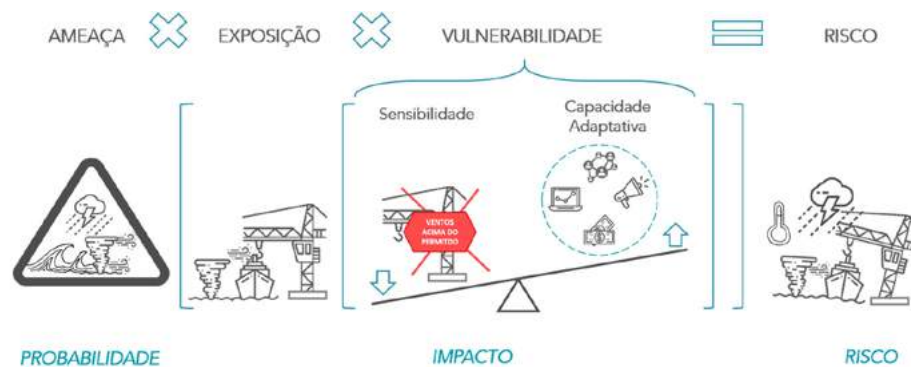 AMEAÇA
EXPOSIÇÃO
VULNERABILIDADE
RISCO
Sensibilidade
Capacidade
Adaptativa
VENTOS
ACIMA DO
PERMITIDO
PROBABILIDADE
IMPACTO
RISCO